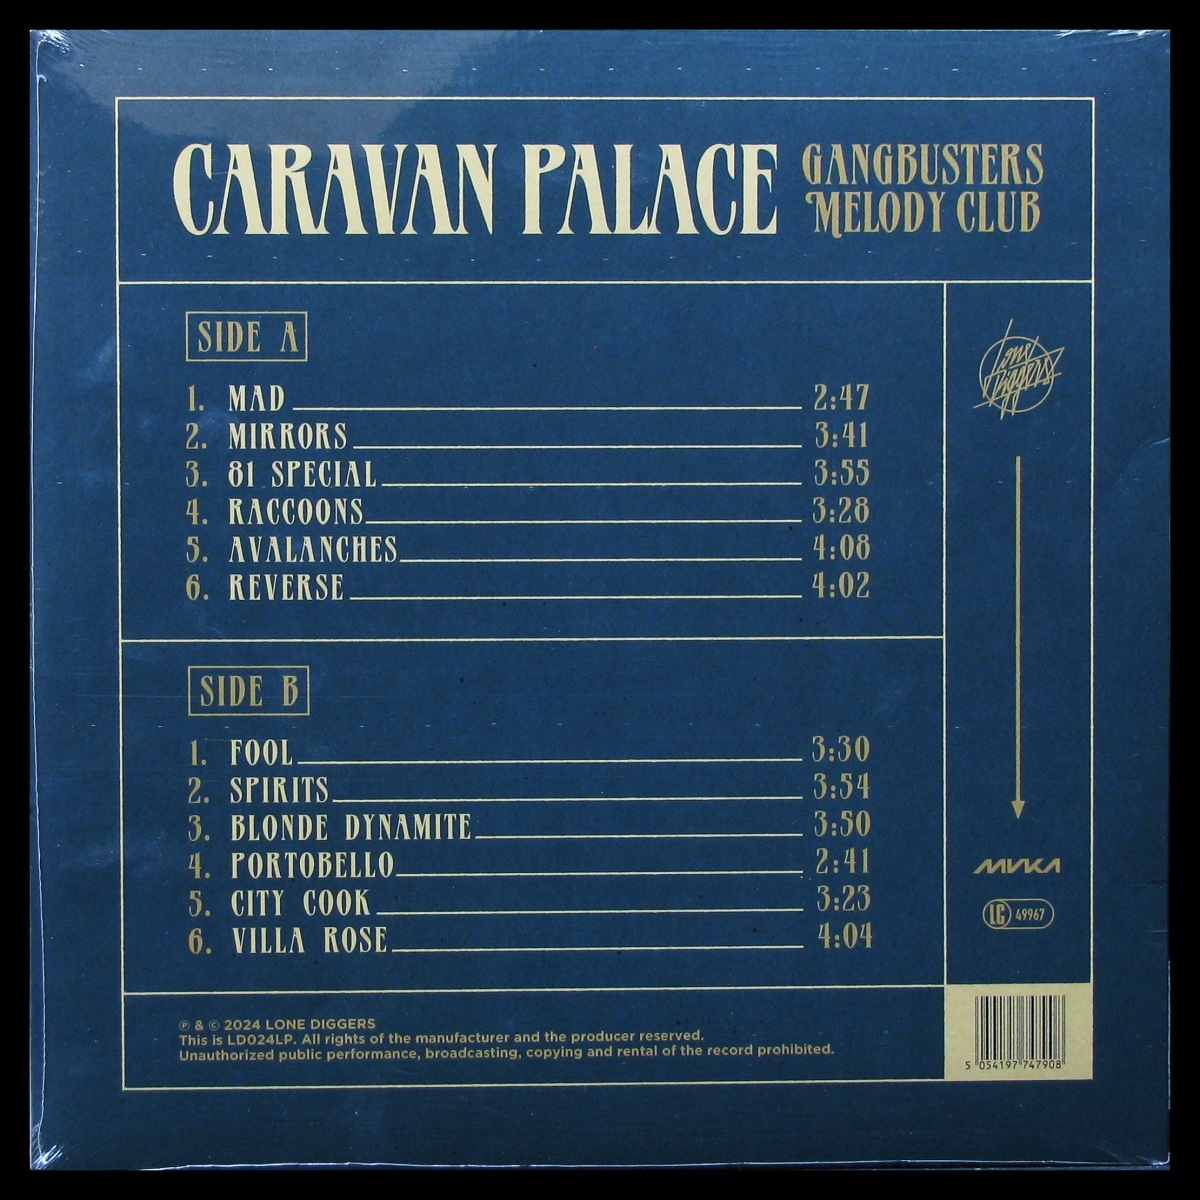 CARAVAN PALACE
GANGBUSTERS
MELODY CLUB
SIDE A
1. MAD 2:47
2. MIRRORS 3:41
3. 81 SPECIAL 3:55
4. RACCOONS 3:28
5. AVALANCHES 4:08
6. REVERSE 4:02
SIDE B
1. FOOL 3:30
2. SPIRITS 3:54
3. BLONDE DYNAMITE 3:50
4. PORTOBELLO 2:41
5. CITY COOK 3:23
6. VILLA ROSE 4:04
Lone
Diggers
MVKA
LC 49967
℗ & © 2024 LONE DIGGERS
This is LD024LP. All rights of the manufacturer and the producer reserved.
Unauthorized public performance, broadcasting, copying and rental of the record prohibited.
5 054197 747908